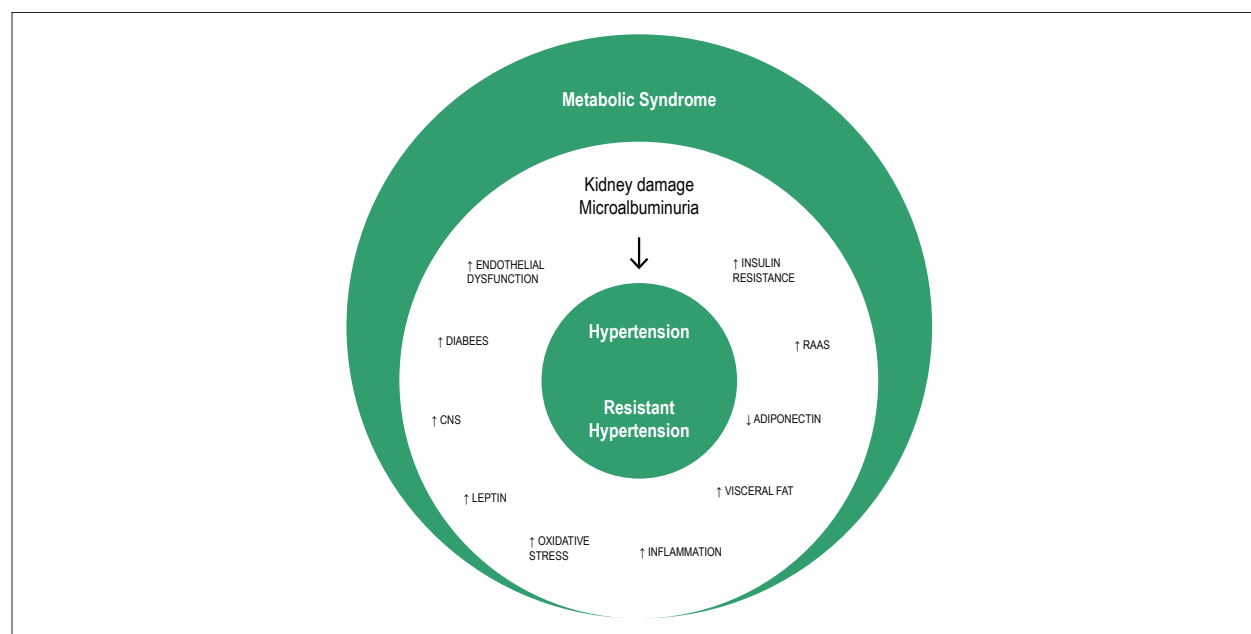 Metabolic Syndrome
Kidney damage
Microalbuminuria
↑ ENDOTHELIAL
DYSFUNCTION
↑ INSULIN
RESISTANCE
Hypertension
↑ DIABEES
↑ RAAS
Resistant
Hypertension
↑ CNS
↓ ADIPONECTIN
↑ LEPTIN
↑ VISCERAL FAT
↑ OXIDATIVE
STRESS
↑ INFLAMMATION